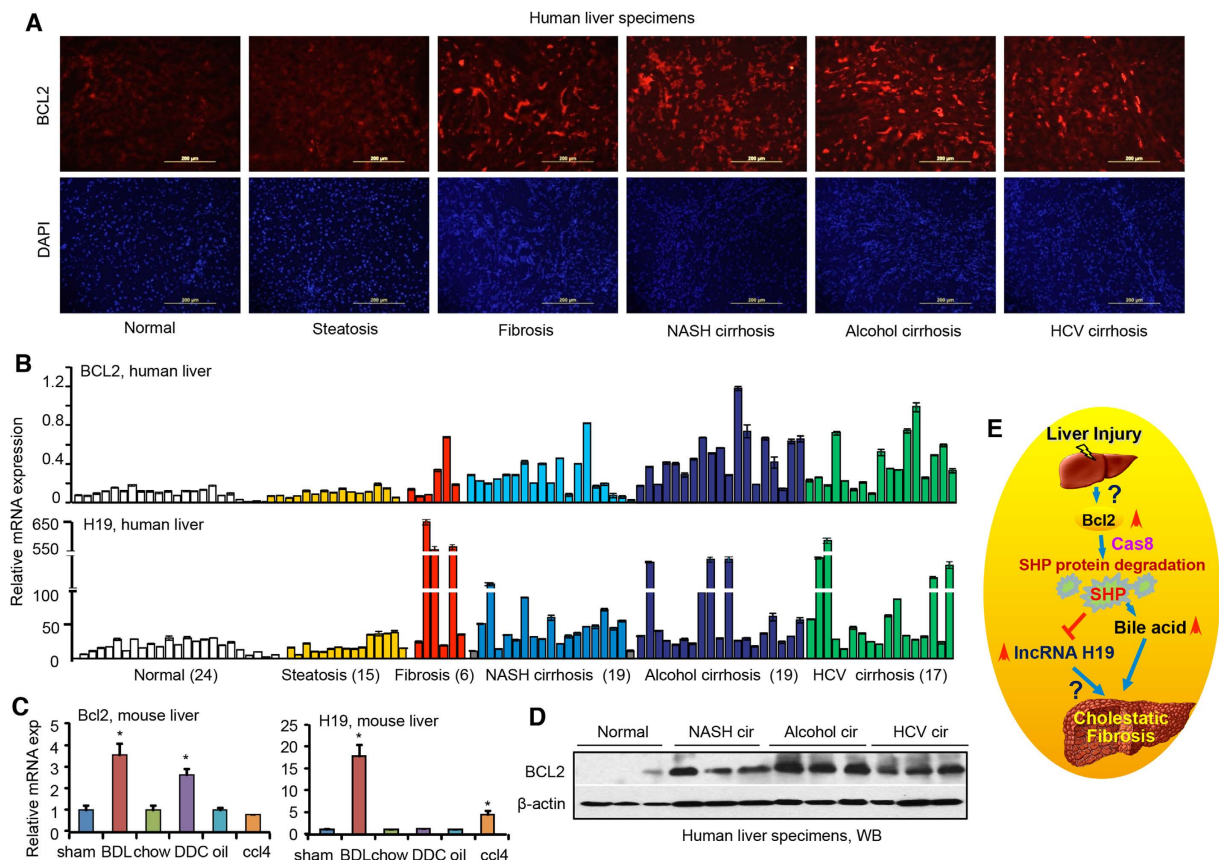 A
Human liver specimens
BCL2
200 µm
200 µm
200 µm
200 µm
200 µm
200 µm
DAPI
200 µm
200 µm
200 µm
200 µm
200 µm
200 µm
Normal Steatosis Fibrosis NASH cirrhosis Alcohol cirrhosis HCV cirrhosis
B
BCL2, human liver
Relative mRNA expression
1.2
0.8
0.4
0
H19, human liver
650
550
100
50
0
Normal (24) Steatosis (15) Fibrosis (6) NASH cirrhosis (19) Alcohol cirrhosis (19) HCV cirrhosis (17)
C
Bcl2, mouse liver
Relative mRNA exp
5
4
3
2
1
0
* *
sham BDL chow DDC oil ccl4
H19, mouse liver
25
20
15
10
5
0
* *
sham BDL chow DDC oil ccl4
D
Normal NASH cir Alcohol cir HCV cir
BCL2
β-actin
Human liver specimens, WB
E
Liver Injury
?
Bcl2
Cas8
SHP protein degradation
SHP
Bile acid
lncRNA H19
?
Cholestatic
Fibrosis